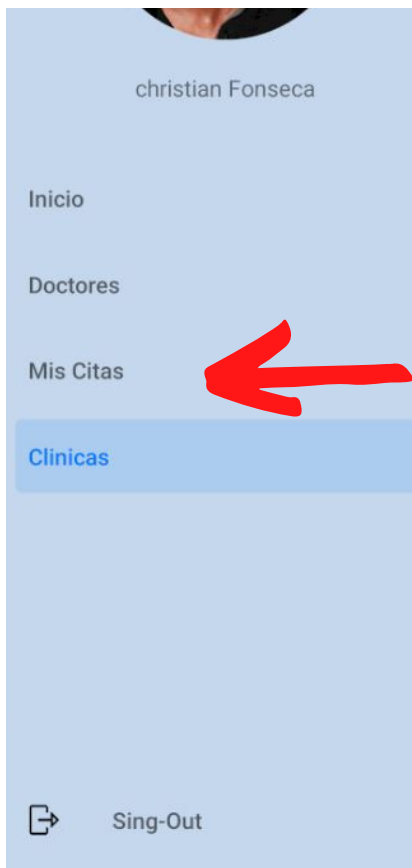 christian Fonseca
Inicio
Doctores
Mis Citas
Clinicas
Sing-Out